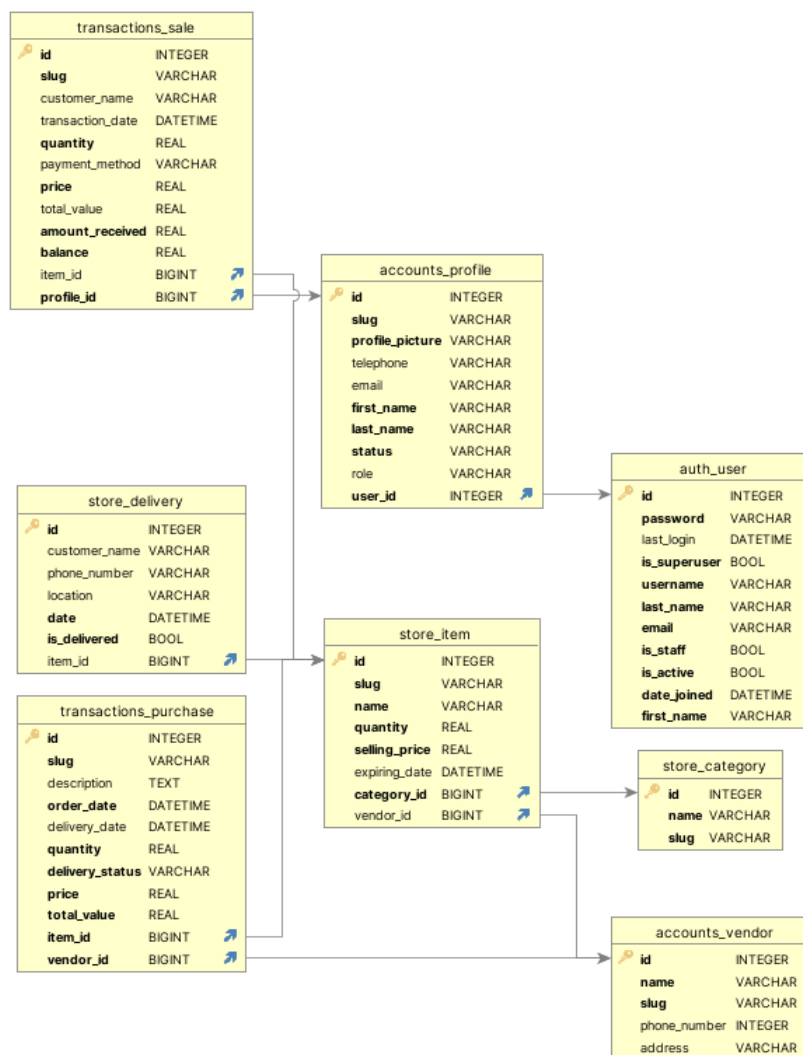 transactions_sale
id INTEGER
slug VARCHAR
customer_name VARCHAR
transaction_date DATETIME
quantity REAL
payment_method VARCHAR
price REAL
total_value REAL
amount_received REAL
balance REAL
item_id BIGINT
profile_id BIGINT
accounts_profile
id INTEGER
slug VARCHAR
profile_picture VARCHAR
telephone VARCHAR
email VARCHAR
first_name VARCHAR
last_name VARCHAR
status VARCHAR
role VARCHAR
user_id INTEGER
auth_user
id INTEGER
password VARCHAR
last_login DATETIME
is_superuser BOOL
username VARCHAR
last_name VARCHAR
email VARCHAR
is_staff BOOL
is_active BOOL
date_joined DATETIME
first_name VARCHAR
store_delivery
id INTEGER
customer_name VARCHAR
phone_number VARCHAR
location VARCHAR
date DATETIME
is_delivered BOOL
item_id BIGINT
store_item
id INTEGER
slug VARCHAR
name VARCHAR
quantity REAL
selling_price REAL
expiring_date DATETIME
category_id BIGINT
vendor_id BIGINT
transactions_purchase
id INTEGER
slug VARCHAR
description TEXT
order_date DATETIME
delivery_date DATETIME
quantity REAL
delivery_status VARCHAR
price REAL
total_value REAL
item_id BIGINT
vendor_id BIGINT
store_category
id INTEGER
name VARCHAR
slug VARCHAR
accounts_vendor
id INTEGER
name VARCHAR
slug VARCHAR
phone_number INTEGER
address VARCHAR